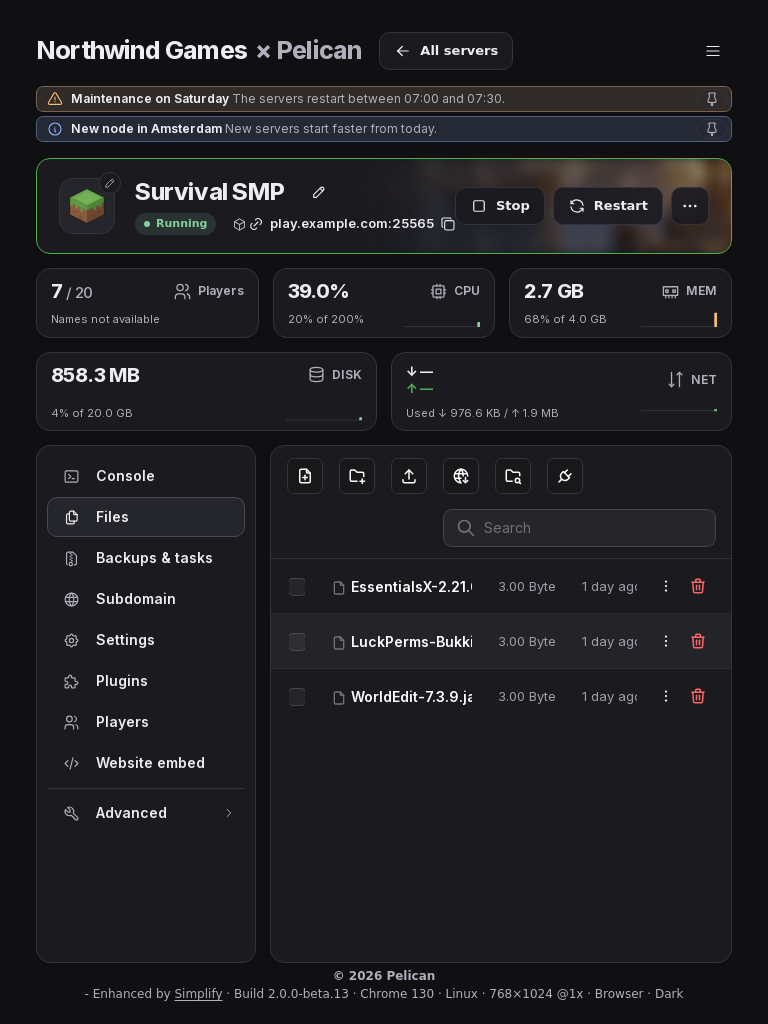 Northwind Games × Pelican
All servers
Maintenance on Saturday The servers restart between 07:00 and 07:30.
New node in Amsterdam New servers start faster from today.
Survival SMP
Running
play.example.com:25565
Stop
Restart
7 / 20
Players
Names not available
39.0%
CPU
20% of 200%
2.7 GB
MEM
68% of 4.0 GB
858.3 MB
DISK
4% of 20.0 GB
↓ —
↑ —
NET
Used ↓ 976.6 KB / ↑ 1.9 MB
Console
Files
Backups & tasks
Subdomain
Settings
Plugins
Players
Website embed
Advanced
Search
EssentialsX-2.21. 3.00 Byte 1 day ago
LuckPerms-Bukki 3.00 Byte 1 day ago
WorldEdit-7.3.9.ja 3.00 Byte 1 day ago
© 2026 Pelican
- Enhanced by Simplify · Build 2.0.0-beta.13 · Chrome 130 · Linux · 768×1024 @1x · Browser · Dark